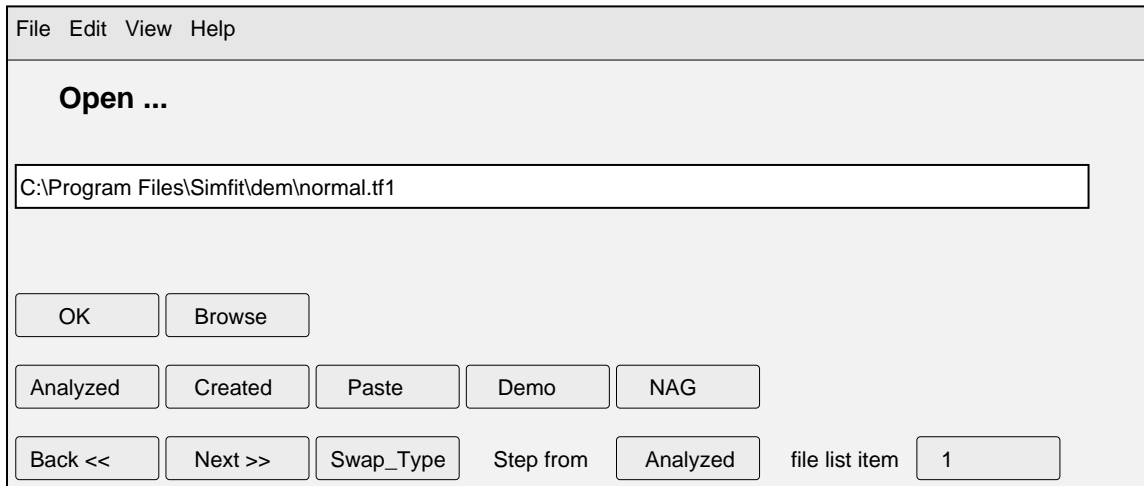 File Edit View Help
Open ...
C:\Program Files\Simfit\dem\normal.tf1
OK Browse
Analyzed Created Paste Demo NAG
Back << Next >> Swap_Type Step from Analyzed file list item 1